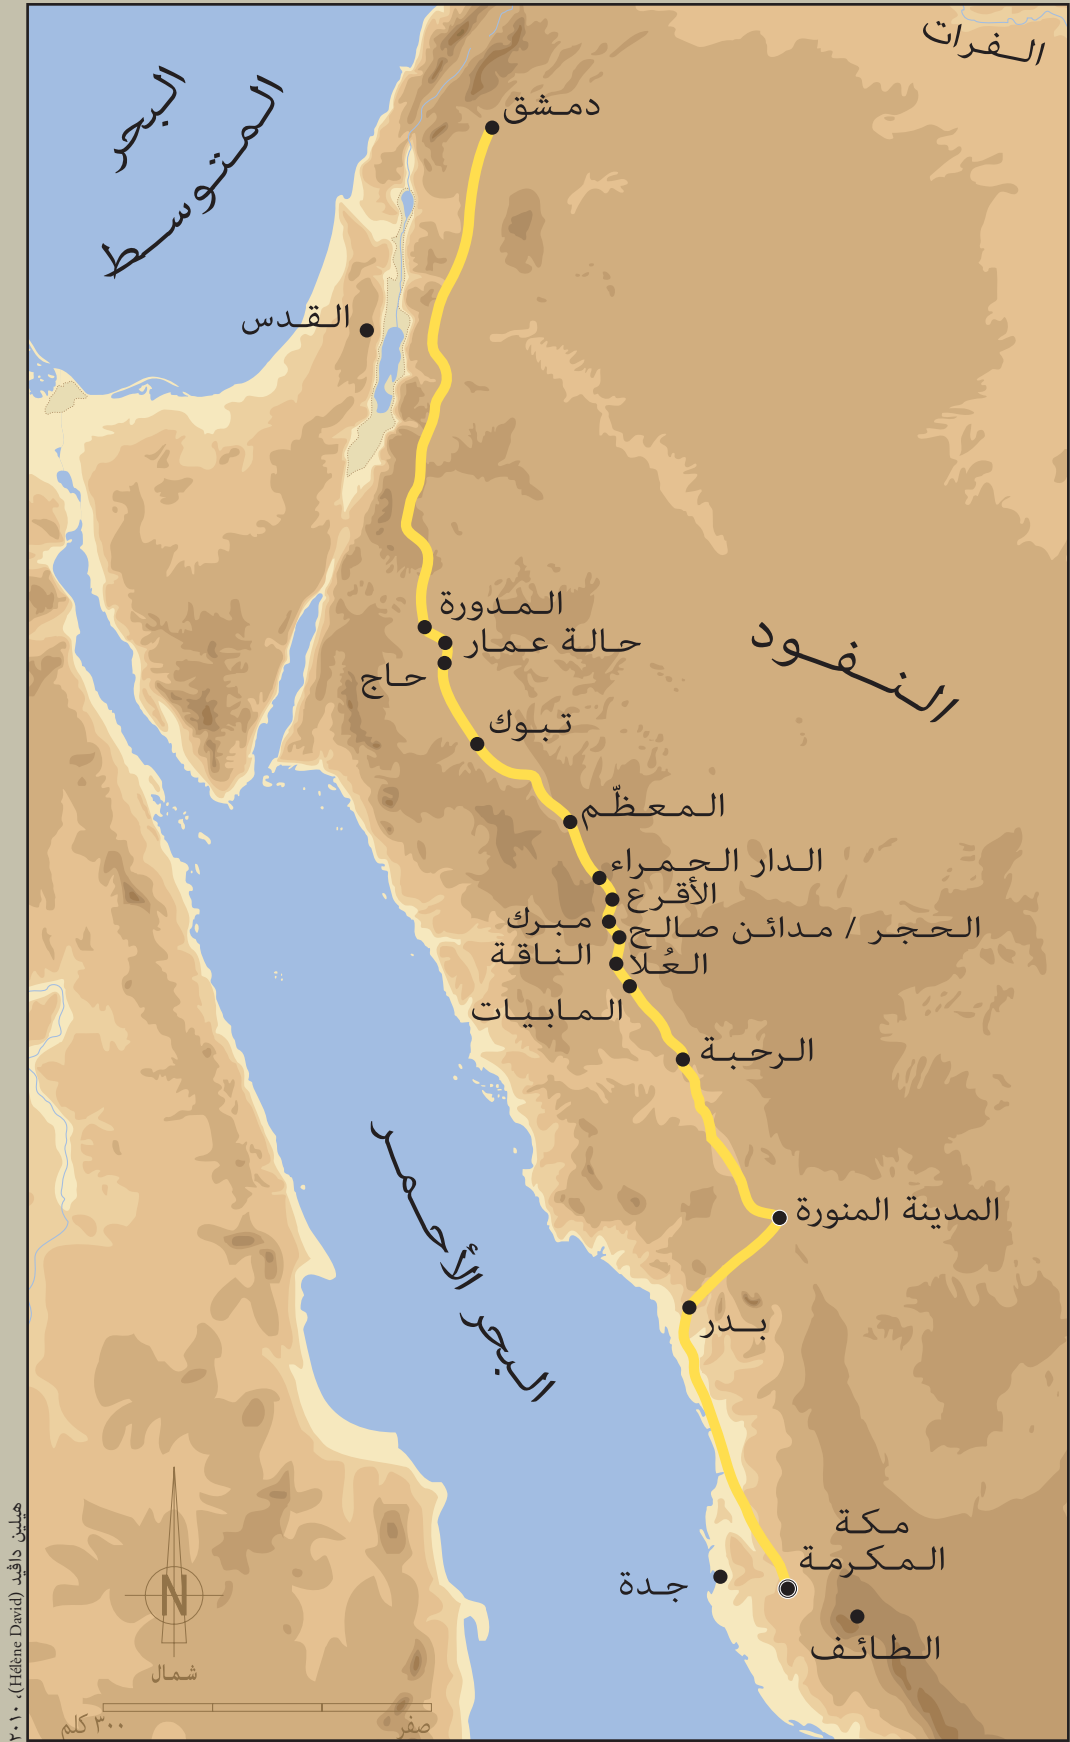 الفرات
البحر
المتوسط
دمشق
القدس
المدورة
حالة عمار
حاج
النفود
تبوك
المعظّم
الدار الحمراء
الأقرع
مبرك
الناقة
الحجر / مدائن صالح
العُلا
المابيات
الرحبة
البحر الأحمر
المدينة المنورة
بدر
مكة
المكرمة
جدة
الطائف
N
شمال
صفر
٣٠٠ كلم
هيلين داڤيد (Hélène David)، ٢٠١٠